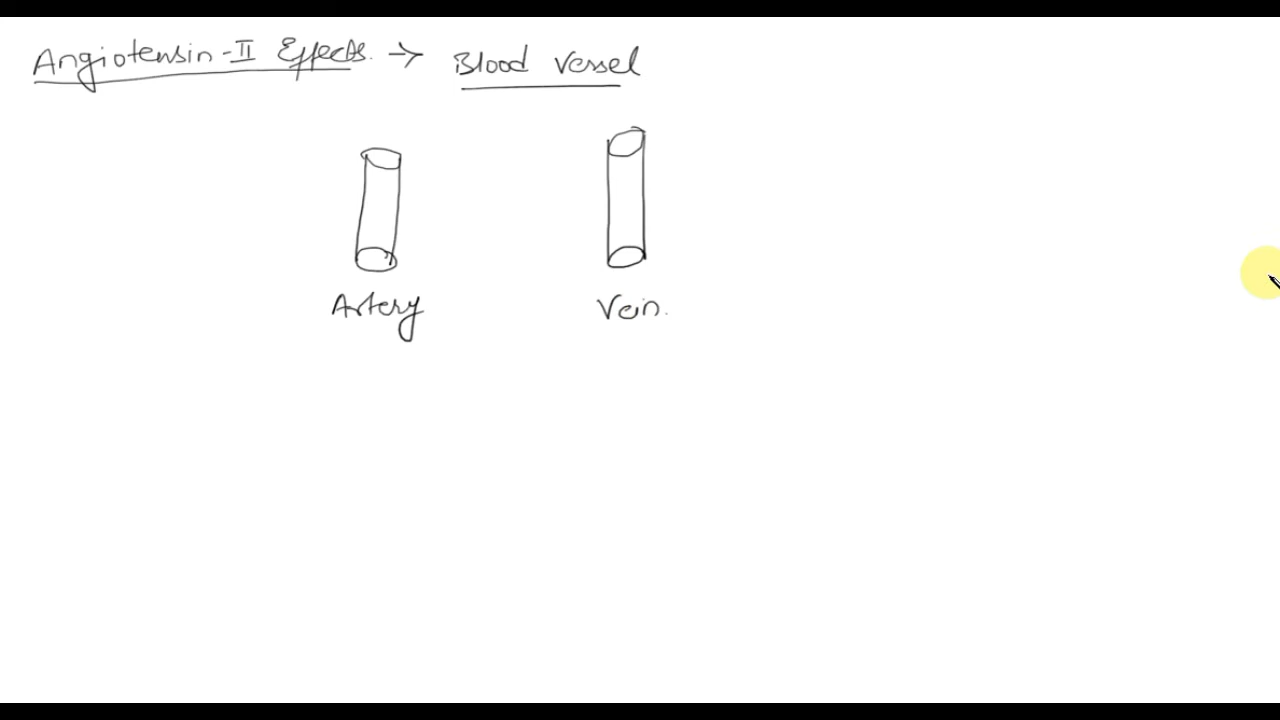 Angiotensin-II Effects. → Blood Vessel
Artery
Vein.